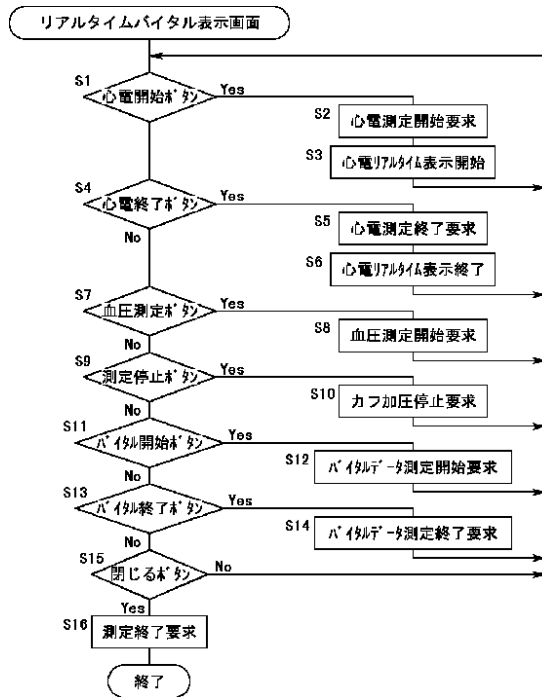 リアルタイムバイタル表示画面
S1
心電開始ボタン
Yes
S2
心電測定開始要求
S3
心電リアルタイム表示開始
S4
心電終了ボタン
Yes
No
S5
心電測定終了要求
S6
心電リアルタイム表示終了
S7
血圧測定ボタン
Yes
No
S8
血圧測定開始要求
S9
測定停止ボタン
Yes
No
S10
カフ加圧停止要求
S11
バイタル開始ボタン
Yes
No
S12
バイタルデータ測定開始要求
S13
バイタル終了ボタン
Yes
No
S14
バイタルデータ測定終了要求
S15
閉じるボタン
No
Yes
S16
測定終了要求
終了